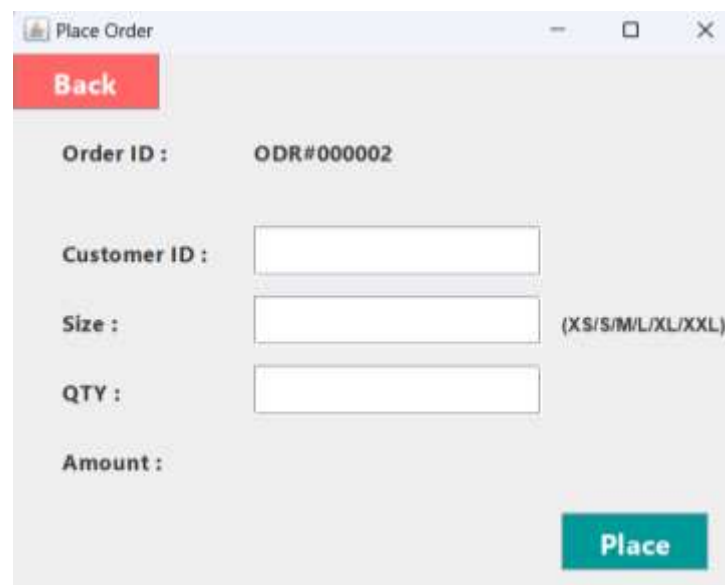 Place Order
Back
Order ID : ODR#000002
Customer ID :
Size : (XS/S/M/L/XL/XXL)
QTY :
Amount :
Place